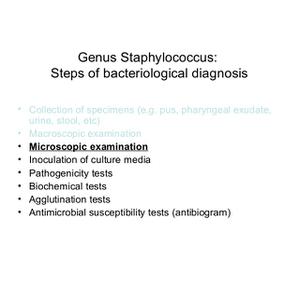 Genus Staphylococcus:
Steps of bacteriological diagnosis
• Collection of specimens (e.g. pus, pharyngeal exudate,
urine, stool, etc)
• Macroscopic examination
• Microscopic examination
• Inoculation of culture media
• Pathogenicity tests
• Biochemical tests
• Agglutination tests
• Antimicrobial susceptibility tests (antibiogram)